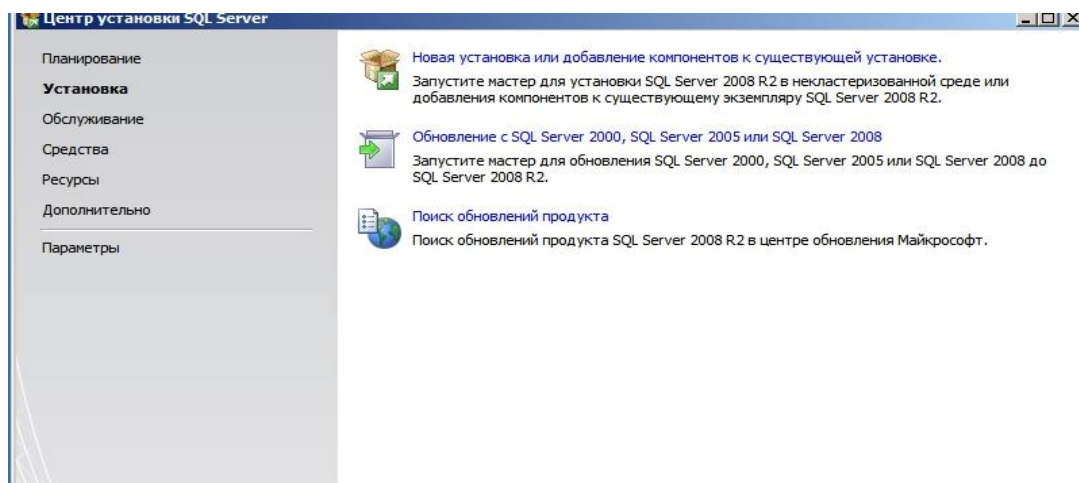 Центр установки SQL Server
Планирование
Установка
Обслуживание
Средства
Ресурсы
Дополнительно
Параметры
Новая установка или добавление компонентов к существующей установке.
Запустите мастер для установки SQL Server 2008 R2 в некластеризованной среде или
добавления компонентов к существующему экземпляру SQL Server 2008 R2.
Обновление с SQL Server 2000, SQL Server 2005 или SQL Server 2008
Запустите мастер для обновления SQL Server 2000, SQL Server 2005 или SQL Server 2008 до
SQL Server 2008 R2.
Поиск обновлений продукта
Поиск обновлений продукта SQL Server 2008 R2 в центре обновления Майкрософт.